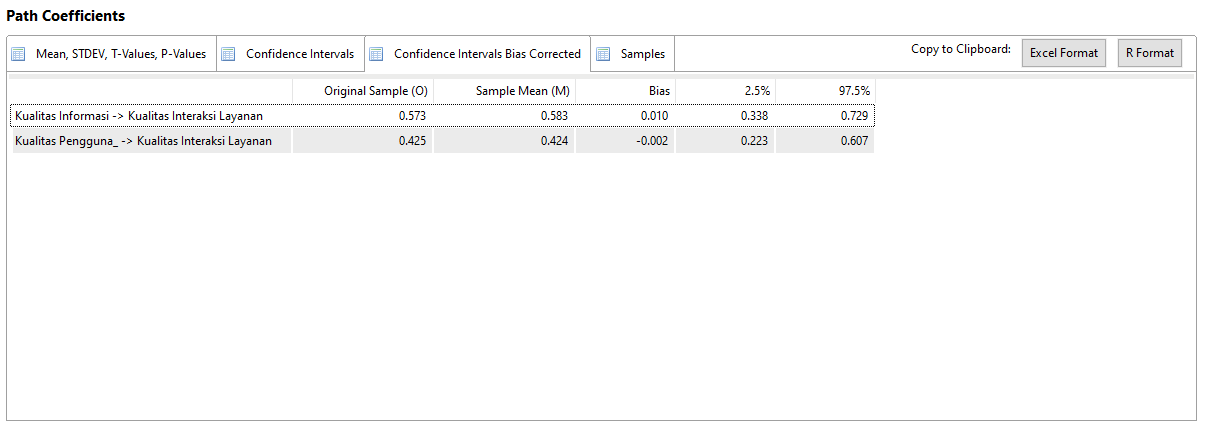 Path Coefficients
Mean, STDEV, T-Values, P-Values Confidence Intervals Confidence Intervals Bias Corrected Samples Copy to Clipboard: Excel Format R Format
Original Sample (O) Sample Mean (M) Bias 2.5% 97.5%
Kualitas Informasi -> Kualitas Interaksi Layanan 0.573 0.583 0.010 0.338 0.729
Kualitas Pengguna_ -> Kualitas Interaksi Layanan 0.425 0.424 -0.002 0.223 0.607